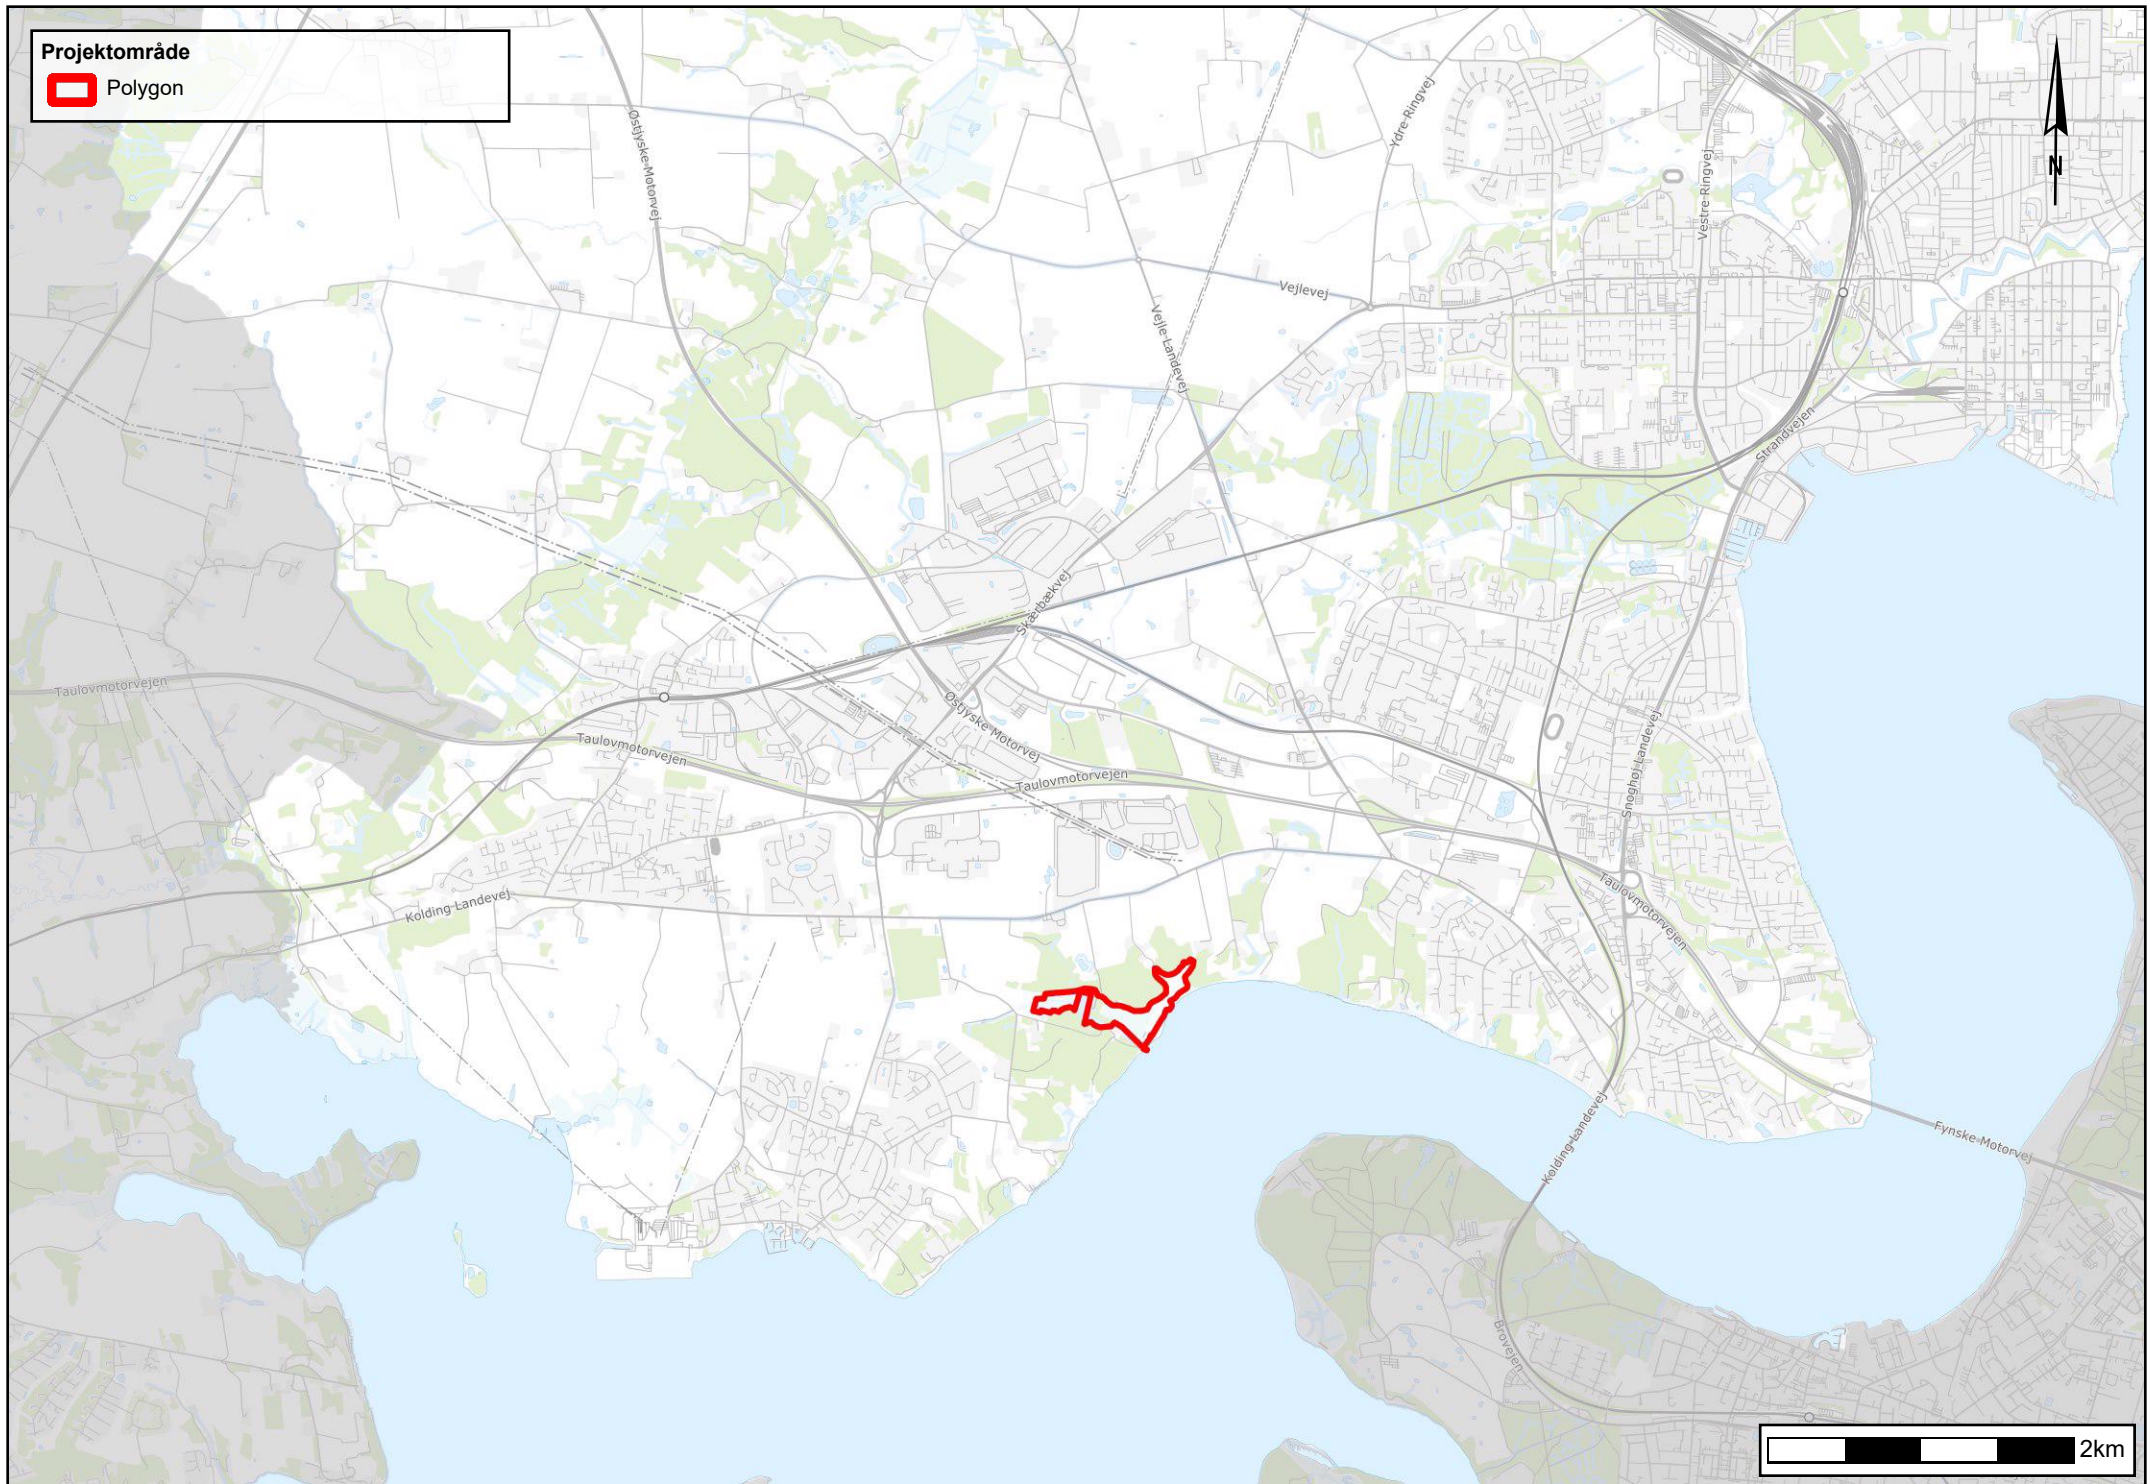 Projektområde
Polygon
N
Østjyske-Motorvej
Ydre-Ringvej
Vestre-Ringvej
Vejlevej
Vejle-Landevej
Strandvejen
Skærbækvej
Taulovmotorvejen
Østjyske Motorvej
Taulovmotorvejen
Taulovmotorvejen
Snoghøj-Landevej
Kolding Landevej
Taulovmotorvejen
Kolding-Landevej
Fynske-Motorvej
Brovejen
2km